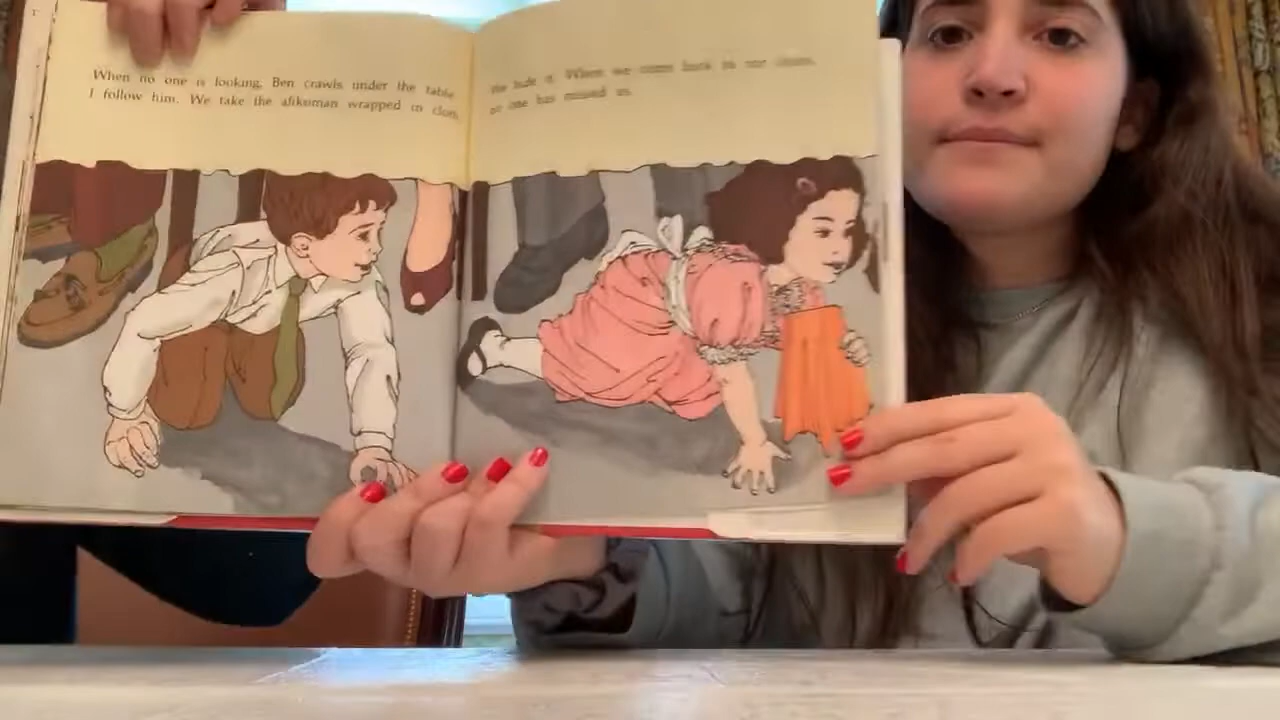 When no one is looking, Ben crawls under the table.
I follow him. We take the afikoman wrapped in cloth.
We hide it. When we come back to our chairs,
no one has missed us.